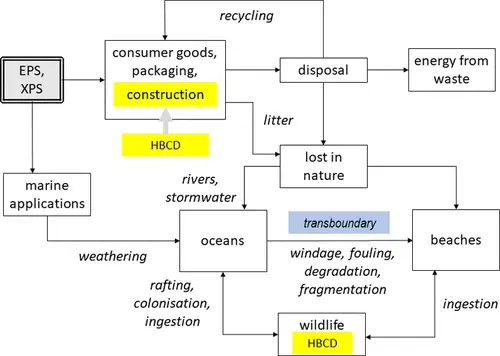 recycling
EPS,
XPS
consumer goods,
packaging,
construction
disposal
energy from
waste
HBCD
litter
lost in
nature
marine
applications
rivers,
stormwater
weathering
oceans
transboundary
windage, fouling,
degradation,
fragmentation
beaches
rafting,
colonisation,
ingestion
ingestion
wildlife
HBCD